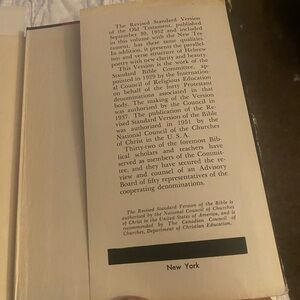 The Revised Standard Version
of the Old Testament, published
September 30, 1952 and included
in this volume with the New Tes-
tament, has these same qualities.
In addition, it presents the parallel-
ism and verse structure of Hebrew
poetry with new clarity and beauty.
This Version is the work of the
Standard Bible Committee, ap-
pointed in 1929 by the Internation-
al Council of Religious Education
on behalf of the forty Protestant
denominations associated in that
body. The making of the Version
was authorized by the Council in
1937. The publication of the Re-
vised Standard Version of the Bible
was authorized in 1951 by the
National Council of the Churches
of Christ in the U. S. A.
Thirty-two of the foremost Bib-
lical scholars and teachers have
served as members of the Commit-
tee, and they have secured the re-
view and counsel of an Advisory
Board of fifty representatives of the
cooperating denominations.
The Revised Standard Version of the Bible is
authorized by the National Council of Churches
of Christ in the United States of America, and is
recommended by The Canadian Council of
Churches, Department of Christian Education.
New York